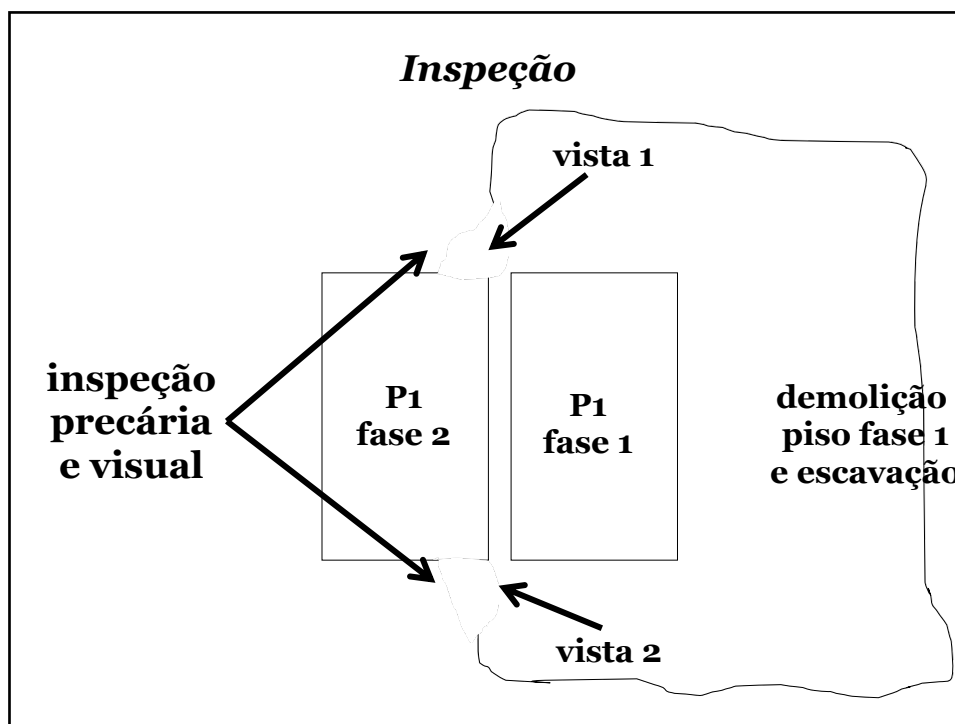 Inspeção
vista 1
inspeção
precária
e visual
P1
fase 2
P1
fase 1
demolição
piso fase 1
e escavação
vista 2